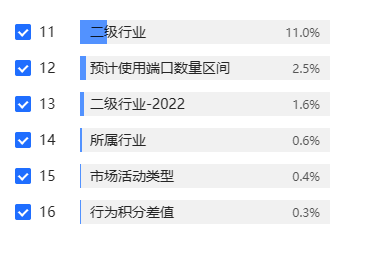 11 二级行业 11.0%
12 预计使用端口数量区间 2.5%
13 二级行业-2022 1.6%
14 所属行业 0.6%
15 市场活动类型 0.4%
16 行为积分差值 0.3%